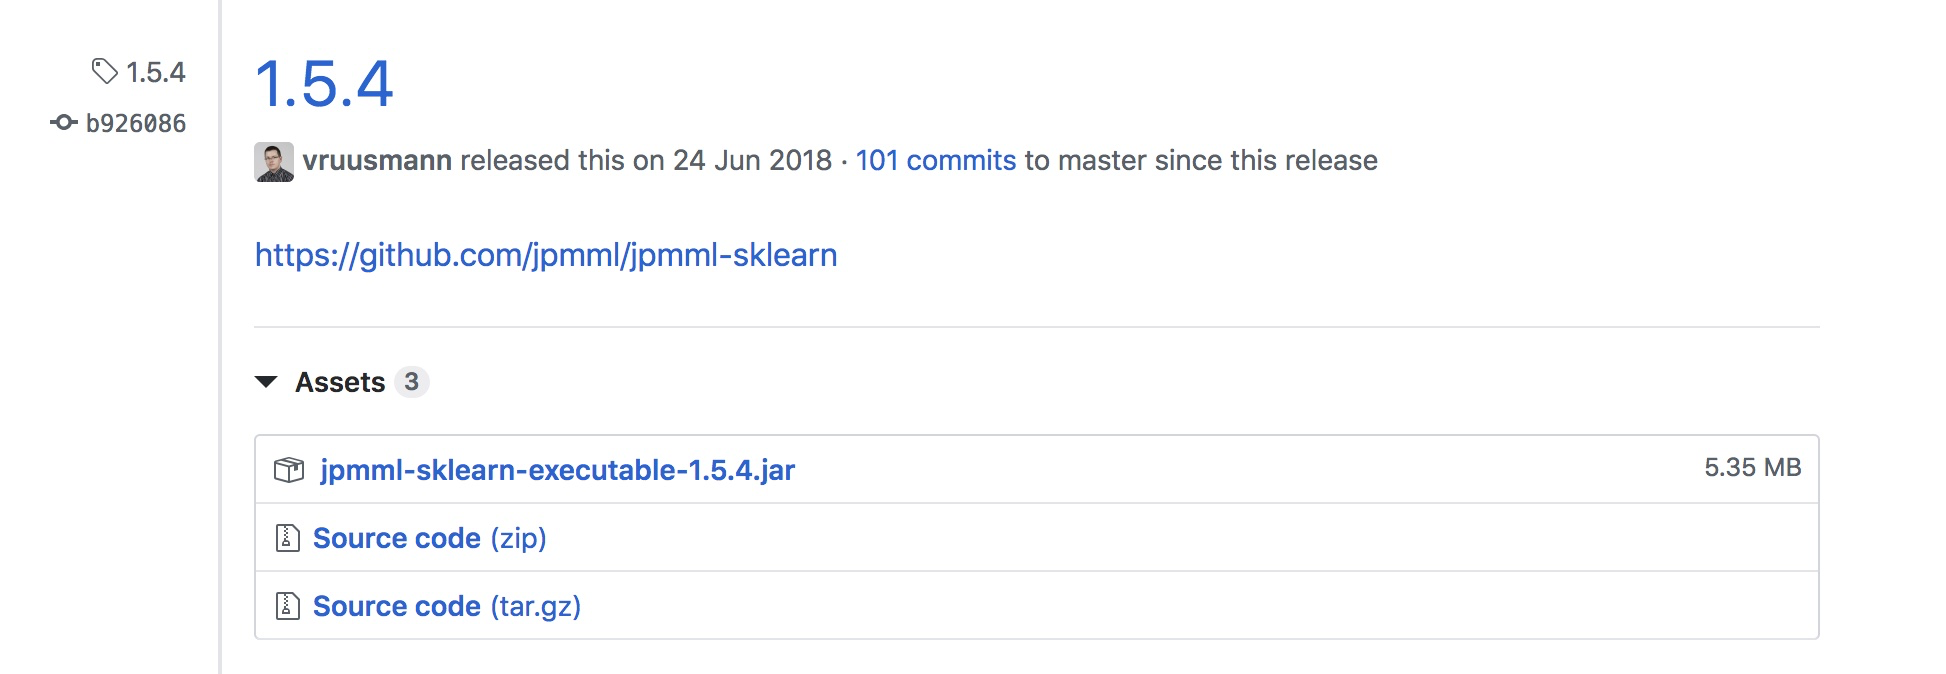 1.5.4
b926086
1.5.4
vruusmann released this on 24 Jun 2018 · 101 commits to master since this release
https://github.com/jpmml/jpmml-sklearn
Assets 3
jpmml-sklearn-executable-1.5.4.jar 5.35 MB
Source code (zip)
Source code (tar.gz)